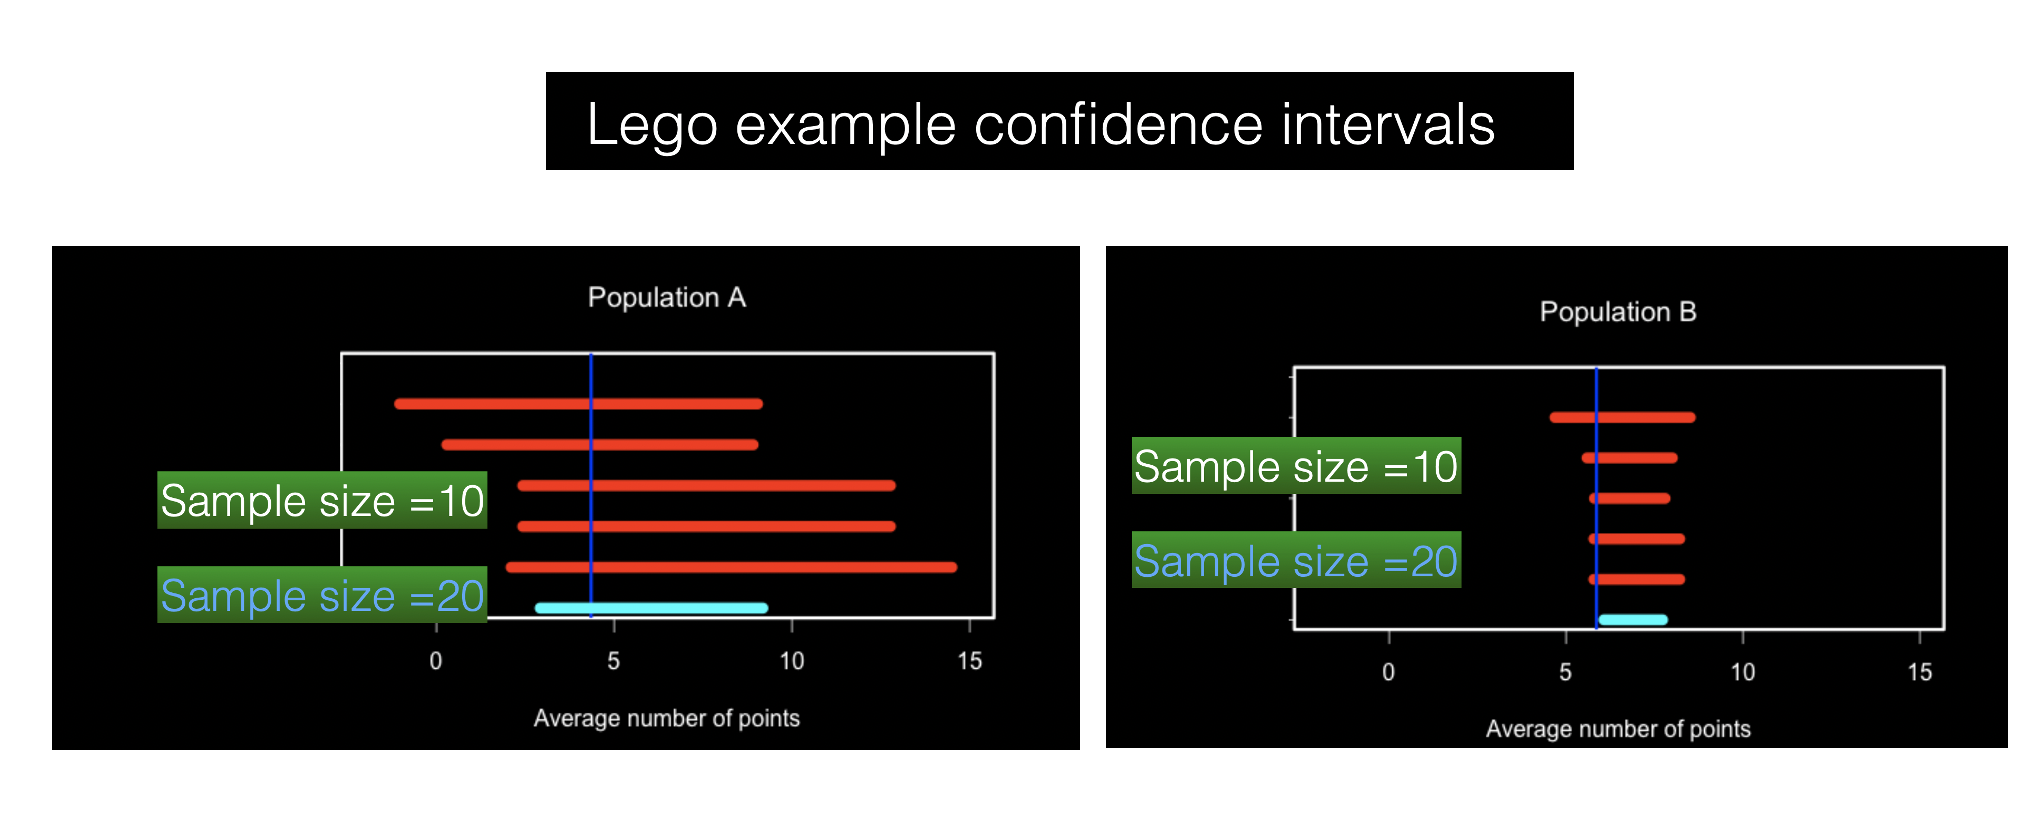 Lego example confidence intervals
Population A
Sample size =10
Sample size =20
0 5 10 15
Average number of points
Population B
Sample size =10
Sample size =20
0 5 10 15
Average number of points